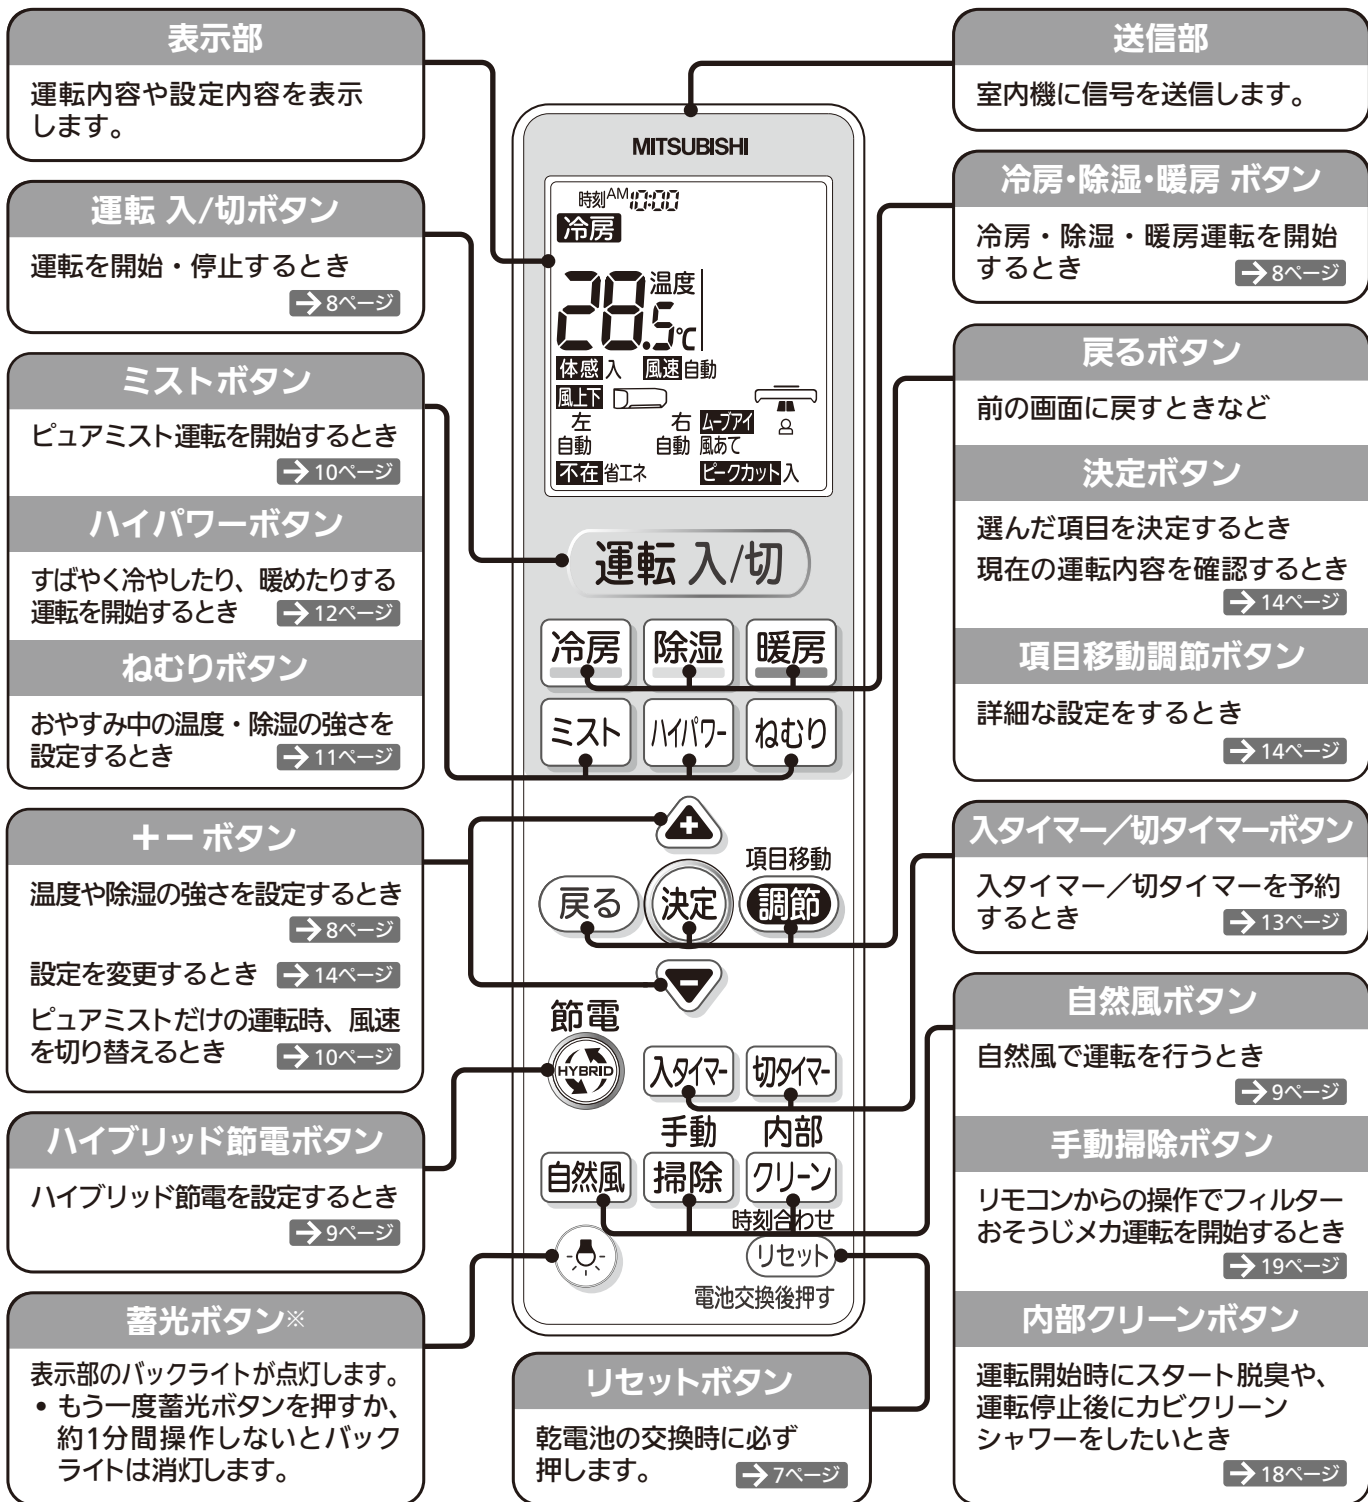 表示部
運転内容や設定内容を表示
します。
運転 入/切ボタン
運転を開始・停止するとき
→8ページ
ミストボタン
ピュアミスト運転を開始するとき
→10ページ
ハイパワーボタン
すばやく冷やしたり、暖めたりする
運転を開始するとき →12ページ
ねむりボタン
おやすみ中の温度・除湿の強さを
設定するとき →11ページ
+− ボタン
温度や除湿の強さを設定するとき
→8ページ
設定を変更するとき →14ページ
ピュアミストだけの運転時、風速
を切り替えるとき →10ページ
ハイブリッド節電ボタン
ハイブリッド節電を設定するとき
→9ページ
蓄光ボタン※
表示部のバックライトが点灯します。
• もう一度蓄光ボタンを押すか、
約1分間操作しないとバック
ライトは消灯します。
MITSUBISHI
時刻AM10:00
冷房
28.5℃ 温度
体感 入 風速 自動
風上下
左 右 ムーブアイ
自動 自動 風あて
不在 省エネ ピークカット 入
運転 入/切
冷房 除湿 暖房
ミスト ハイパワー ねむり
+
項目移動
戻る 決定 調節
−
節電
HYBRID 入タイマー 切タイマー
手動 内部
自然風 掃除 クリーン
時刻合わせ
リセット
電池交換後押す
リセットボタン
乾電池の交換時に必ず
押します。 →7ページ
送信部
室内機に信号を送信します。
冷房・除湿・暖房 ボタン
冷房・除湿・暖房運転を開始
するとき →8ページ
戻るボタン
前の画面に戻すときなど
決定ボタン
選んだ項目を決定するとき
現在の運転内容を確認するとき
→14ページ
項目移動調節ボタン
詳細な設定をするとき
→14ページ
入タイマー/切タイマーボタン
入タイマー/切タイマーを予約
するとき →13ページ
自然風ボタン
自然風で運転を行うとき
→9ページ
手動掃除ボタン
リモコンからの操作でフィルター
おそうじメカ運転を開始するとき
→19ページ
内部クリーンボタン
運転開始時にスタート脱臭や、
運転停止後にカビクリーン
シャワーをしたいとき
→18ページ